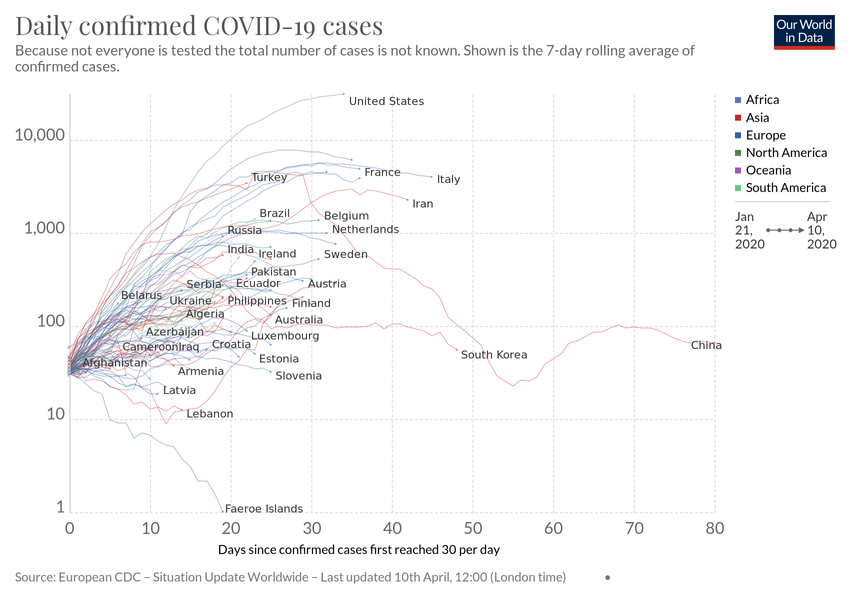 Daily confirmed COVID-19 cases
Our World
in Data
Because not everyone is tested the total number of cases is not known. Shown is the 7-day rolling average of
confirmed cases.
Africa
Asia
Europe
North America
Oceania
South America
Jan
21,
2020
Apr
10,
2020
10,000
1,000
100
10
1
United States
Turkey
France
Italy
Iran
Brazil
Belgium
Russia
Netherlands
India
Ireland
Sweden
Pakistan
Serbia
Ecuador
Austria
Belarus
Ukraine
Philippines
Finland
Algeria
Australia
Azerbaijan
Luxembourg
Cameroon
Iraq
Croatia
China
South Korea
Afghanistan
Estonia
Armenia
Slovenia
Latvia
Lebanon
Faeroe Islands
0
10
20
30
40
50
60
70
80
Days since confirmed cases first reached 30 per day
Source: European CDC – Situation Update Worldwide – Last updated 10th April, 12:00 (London time)